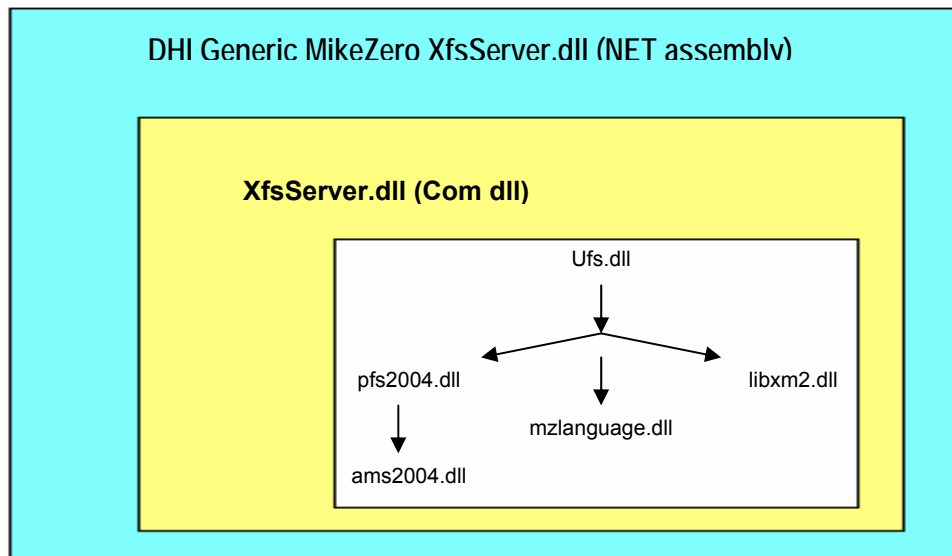 DHI Generic MikeZero XfsServer.dll (NET assembly)
XfsServer.dll (Com dll)
Ufs.dll
pfs2004.dll
libxm2.dll
mzlanguage.dll
ams2004.dll